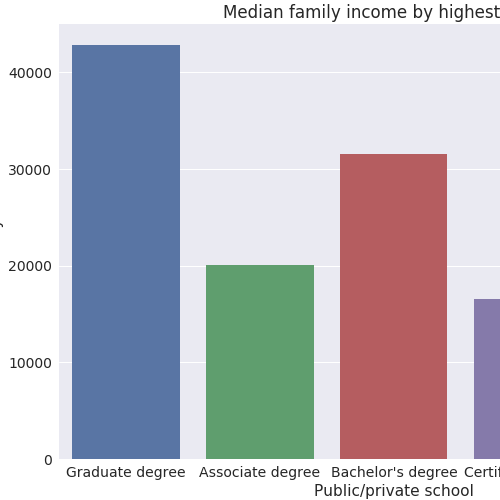 Median family income by highest
40000
30000
20000
10000
0
Graduate degree Associate degree Bachelor's degree Certif
Public/private school